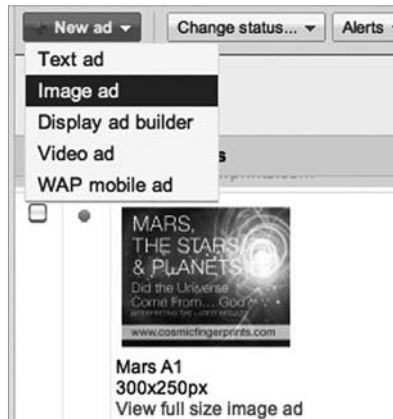 New ad
Change status...
Alerts
Text ad
Image ad
Display ad builder
Video ad
WAP mobile ad
MARS,
THE STARS
& PLANETS
Did the Universe
Come From... God?
INTERPRETING THE LATEST RESULTS
www.cosmicfingerprints.com
Mars A1
300x250px
View full size image ad